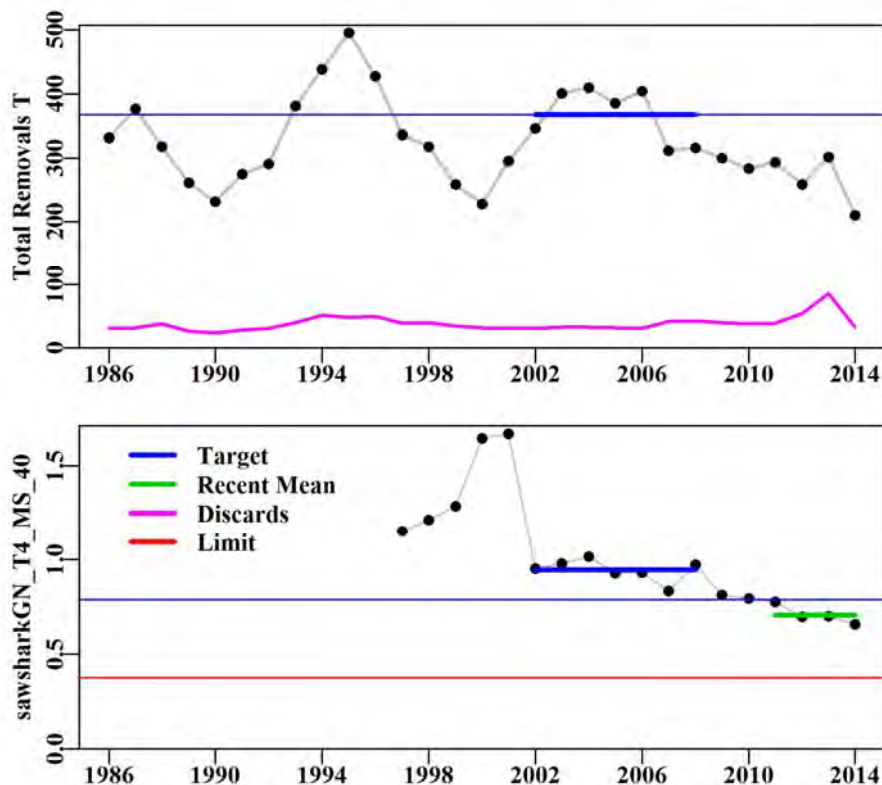 Total Removals T
500
400
300
200
100
0
1986 1990 1994 1998 2002 2006 2010 2014
sawsharkGN_T4_MS_40
1.5
1.0
0.5
0.0
Target
Recent Mean
Discards
Limit
1986 1990 1994 1998 2002 2006 2010 2014